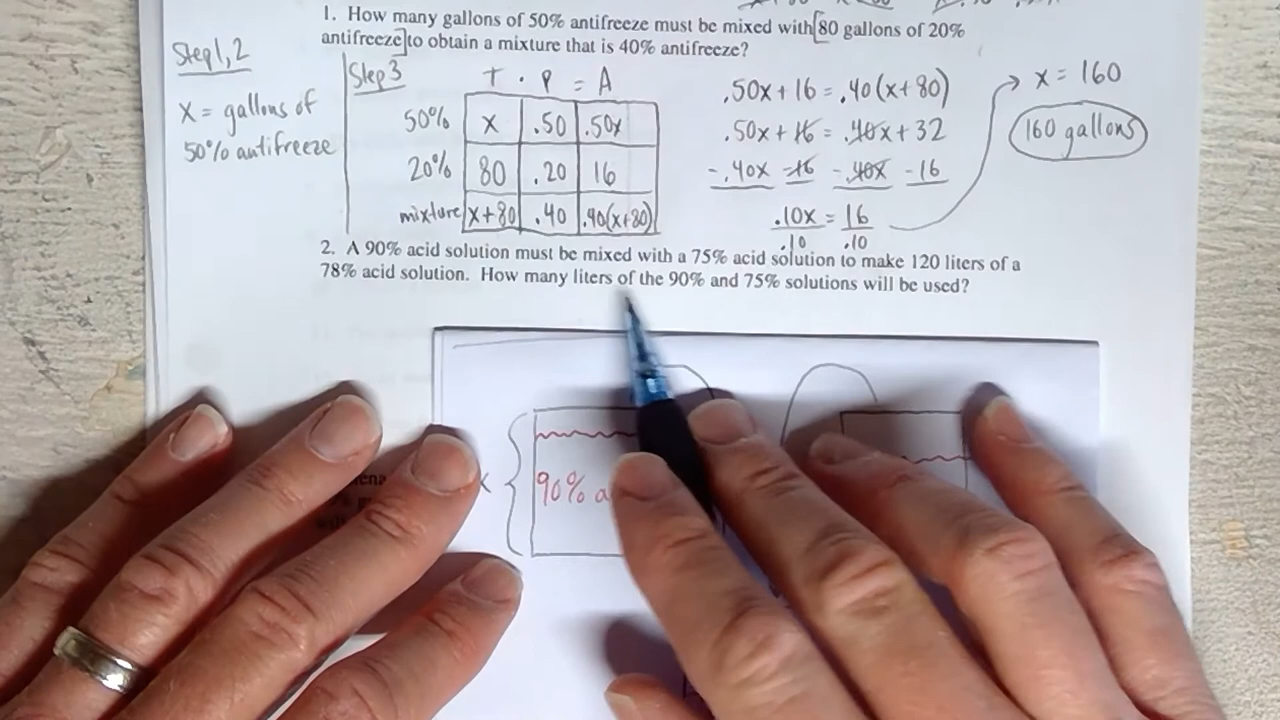 1. How many gallons of 50% antifreeze must be mixed with [80 gallons of 20%
antifreeze] to obtain a mixture that is 40% antifreeze?
Step 1,2
x = gallons of
50% antifreeze
Step 3
T · P = A
50% x .50 .50x
20% 80 .20 16
mixture x+80 .40 .40(x+80)
.50x + 16 = .40(x+80)
.50x + 16 = .40x + 32
-.40x -16 -.40x -16
.10x = 16
.10 .10
x = 160
160 gallons
2. A 90% acid solution must be mixed with a 75% acid solution to make 120 liters of a
78% acid solution. How many liters of the 90% and 75% solutions will be used?
90% a